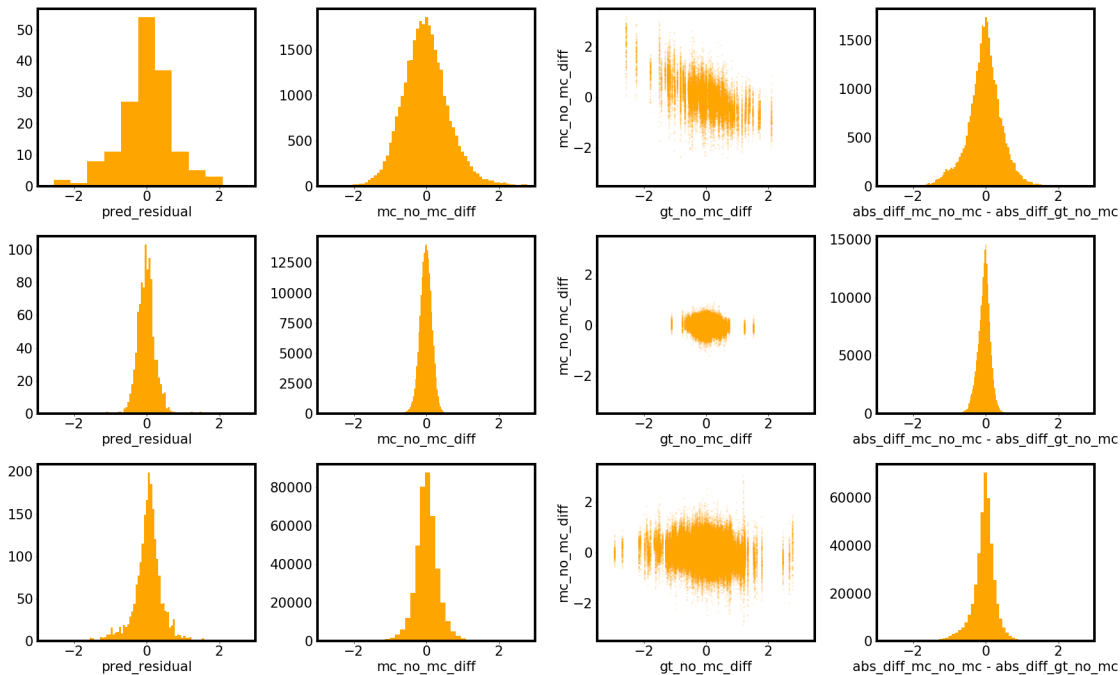 50
40
30
20
10
0
−2 0 2
pred_residual
1500
1000
500
0
−2 0 2
mc_no_mc_diff
mc_no_mc_diff
2
0
−2
−2 0 2
gt_no_mc_diff
1500
1000
500
0
−2 0 2
abs_diff_mc_no_mc - abs_diff_gt_no_mc
100
80
60
40
20
0
−2 0 2
pred_residual
12500
10000
7500
5000
2500
0
−2 0 2
mc_no_mc_diff
mc_no_mc_diff
2
0
−2
−2 0 2
gt_no_mc_diff
15000
10000
5000
0
−2 0 2
abs_diff_mc_no_mc - abs_diff_gt_no_mc
200
150
100
50
0
−2 0 2
pred_residual
80000
60000
40000
20000
0
−2 0 2
mc_no_mc_diff
mc_no_mc_diff
2
0
−2
−2 0 2
gt_no_mc_diff
60000
40000
20000
0
−2 0 2
abs_diff_mc_no_mc - abs_diff_gt_no_mc